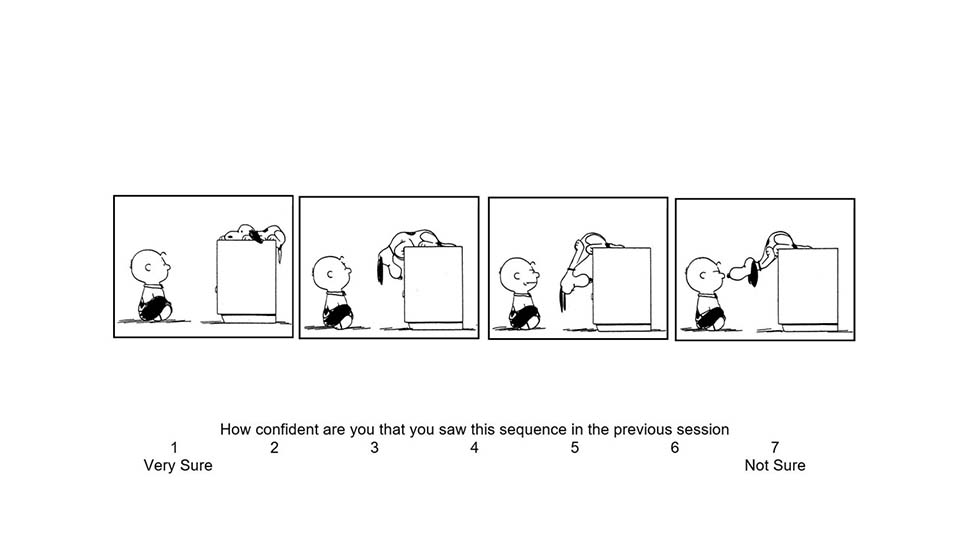 How confident are you that you saw this sequence in the previous session
1 2 3 4 5 6 7
Very Sure Not Sure